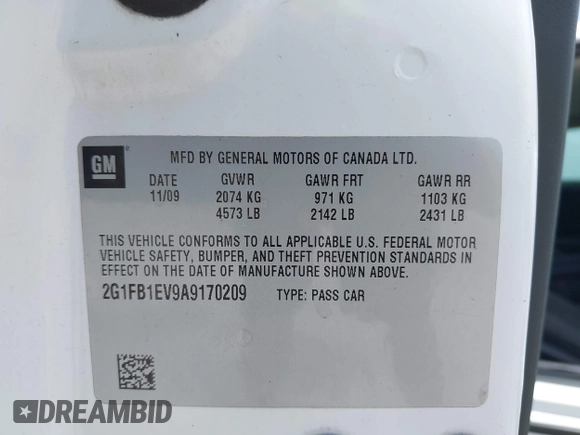 GM
MFD BY GENERAL MOTORS OF CANADA LTD.
DATE GVWR GAWR FRT GAWR RR
11/09 2074 KG 971 KG 1103 KG
4573 LB 2142 LB 2431 LB
THIS VEHICLE CONFORMS TO ALL APPLICABLE U.S. FEDERAL MOTOR
VEHICLE SAFETY, BUMPER, AND THEFT PREVENTION STANDARDS IN
EFFECT ON THE DATE OF MANUFACTURE SHOWN ABOVE.
2G1FB1EV9A9170209 TYPE: PASS CAR
DREAMBID